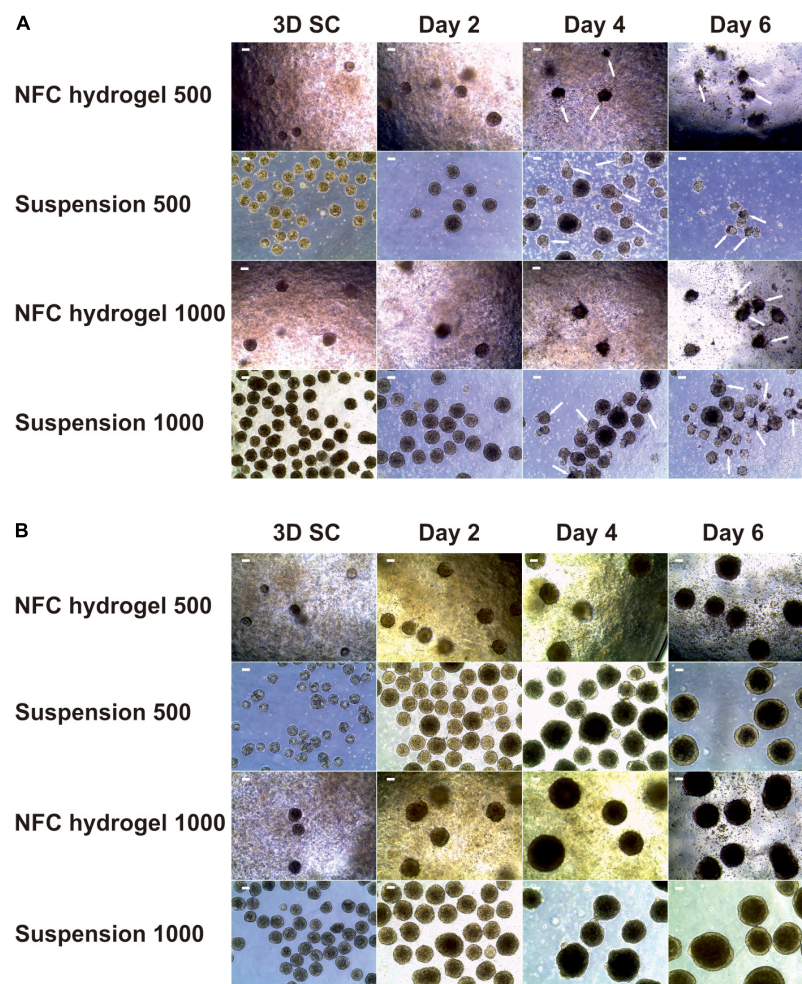 A
3D SC Day 2 Day 4 Day 6
NFC hydrogel 500
Suspension 500
NFC hydrogel 1000
Suspension 1000
B
3D SC Day 2 Day 4 Day 6
NFC hydrogel 500
Suspension 500
NFC hydrogel 1000
Suspension 1000